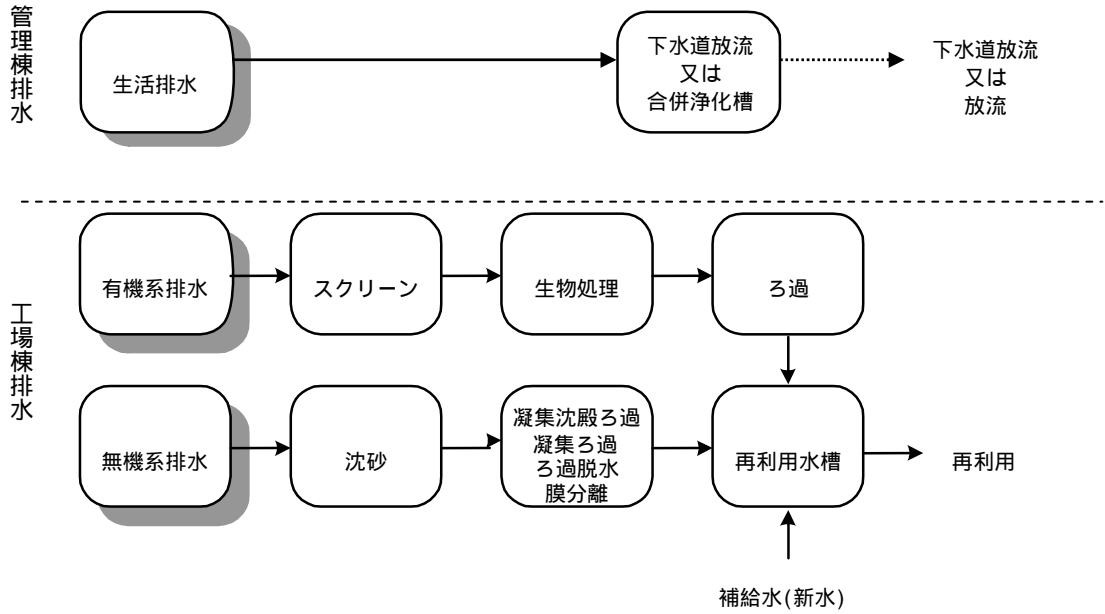 管理棟排水
生活排水
下水道放流
又は
合併浄化槽
下水道放流
又は
放流
工場棟排水
有機系排水
スクリーン
生物処理
ろ過
無機系排水
沈砂
凝集沈殿ろ過
凝集ろ過
ろ過脱水
膜分離
再利用水槽
再利用
補給水(新水)